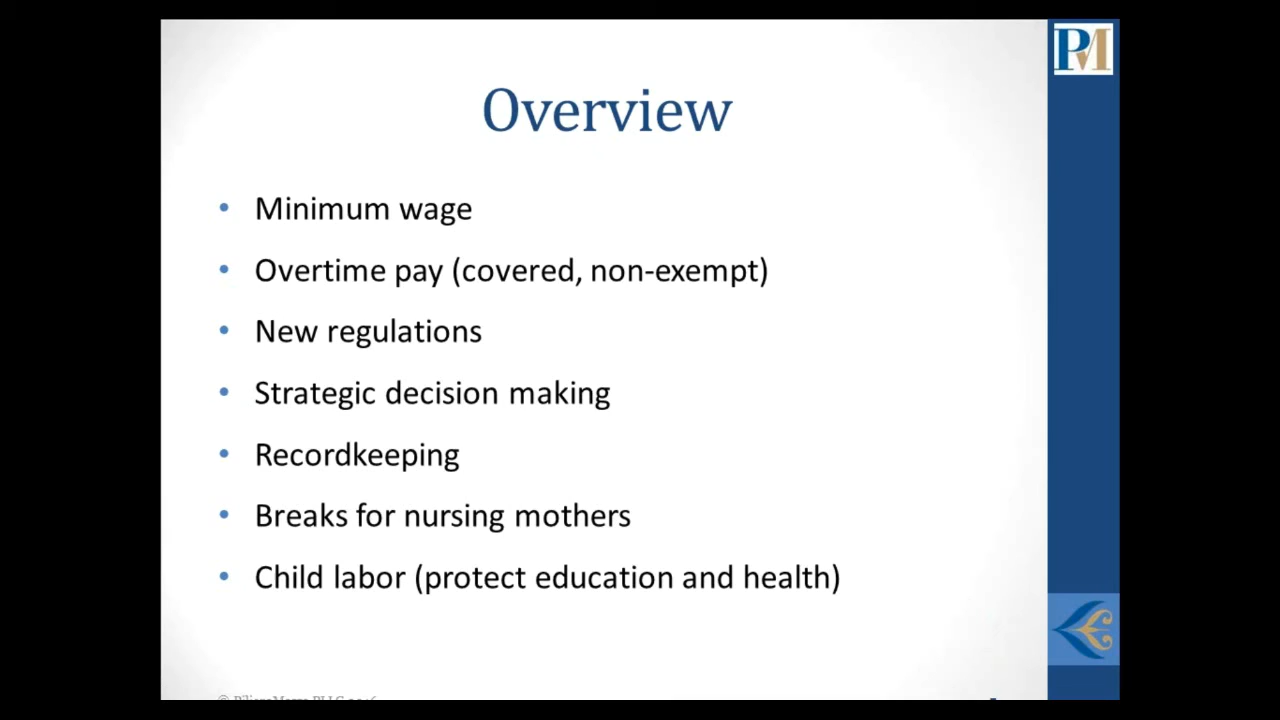 PM
Overview
• Minimum wage
• Overtime pay (covered, non-exempt)
• New regulations
• Strategic decision making
• Recordkeeping
• Breaks for nursing mothers
• Child labor (protect education and health)